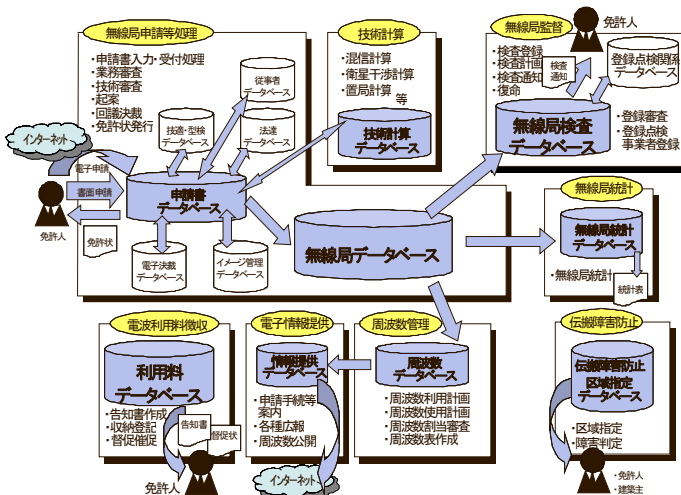 無線局申請等処理
・申請書入力・受付処理
・業務審査
・技術審査
・起案
・回議決裁
・免許状発行
従事者
データベース
技適・型検
データベース
法達
データベース
インターネット
電子申請
書面申請
免許人
免許状
申請書
データベース
電子決裁
データベース
イメージ管理
データベース
技術計算
・混信計算
・衛星干渉計算
・置局計算
等
技術計算
データベース
無線局監督
免許人
・検査登録
・検査計画
・検査通知
・復命
検査
通知
登録点検関係
データベース
無線局検査
データベース
・登録審査
・登録点検
事業者登録
無線局データベース
無線局統計
無線局統計
データベース
・無線局統計
統計表
電波利用料徴収
利用料
データベース
・告知書作成
・収納登記
・督促催促
告知書
督促状
免許人
電子情報提供
情報提供
データベース
・申請手続等
案内
・各種広報
・周波数公開
インターネット
周波数管理
周波数
データベース
・周波数利用計画
・周波数使用計画
・周波数割当審査
・周波数表作成
伝搬障害防止
伝搬障害防止
区域指定
データベース
・区域指定
・障害判定
・免許人
・建築主